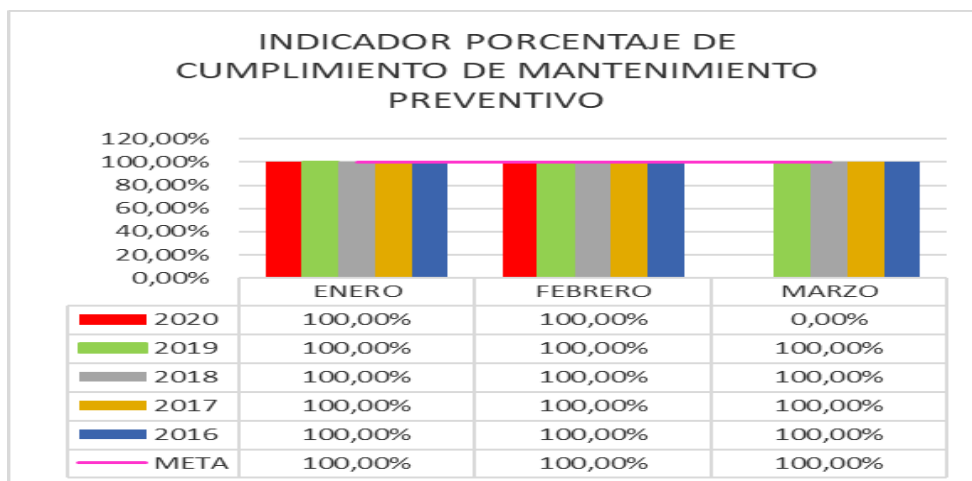 INDICADOR PORCENTAJE DE
CUMPLIMIENTO DE MANTENIMIENTO
PREVENTIVO
120,00%
100,00%
80,00%
60,00%
40,00%
20,00%
0,00%
ENERO FEBRERO MARZO
2020 100,00% 100,00% 0,00%
2019 100,00% 100,00% 100,00%
2018 100,00% 100,00% 100,00%
2017 100,00% 100,00% 100,00%
2016 100,00% 100,00% 100,00%
META 100,00% 100,00% 100,00%